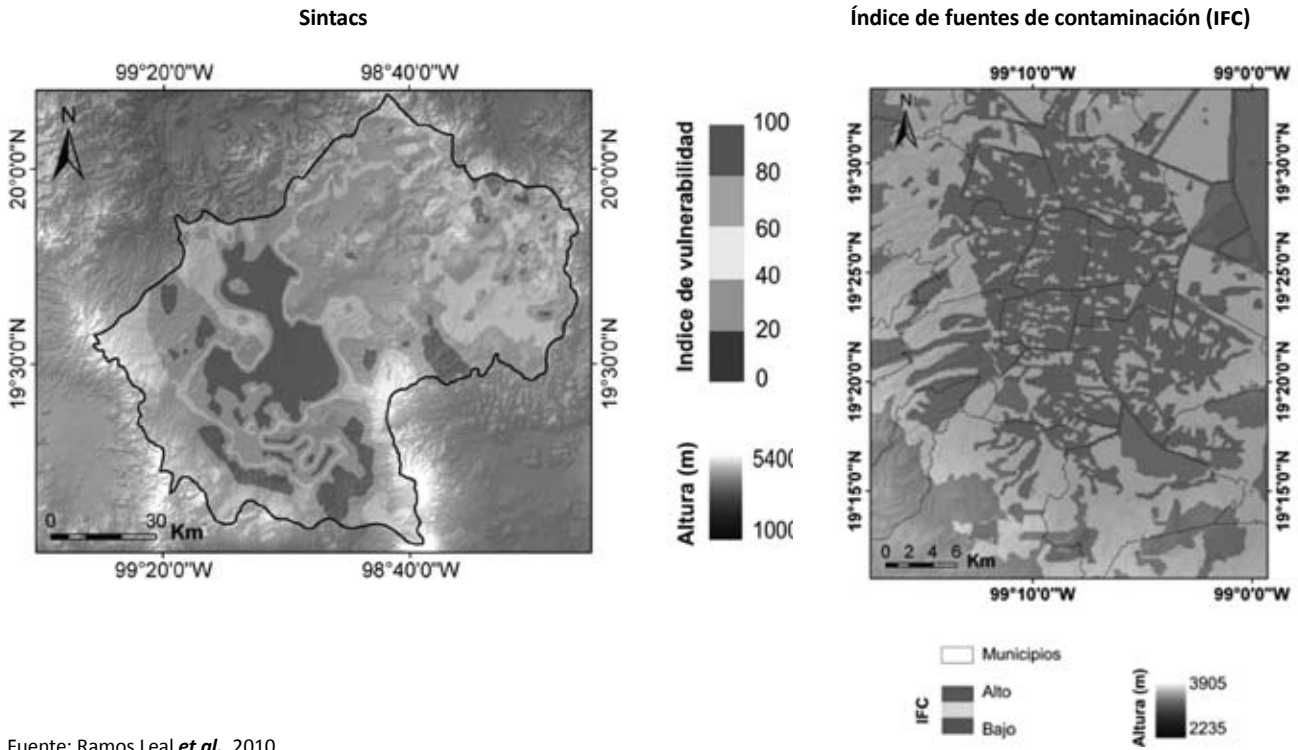 Sintacs
Índice de fuentes de contaminación (IFC)
99°20'0"W 98°40'0"W
N
20°0'0"N
19°30'0"N
20°0'0"N
19°30'0"N
0 30 Km
99°20'0"W 98°40'0"W
Indice de vulnerabilidad
100
80
60
40
20
0
Altura (m)
5400
1000
99°10'0"W 99°0'0"W
N
19°30'0"N
19°25'0"N
19°20'0"N
19°15'0"N
19°30'0"N
19°25'0"N
19°20'0"N
19°15'0"N
0 2 4 6 Km
99°10'0"W 99°0'0"W
Municipios
IFC
Alto
Bajo
Altura (m)
3905
2235
Fuente: Ramos Leal et al., 2010